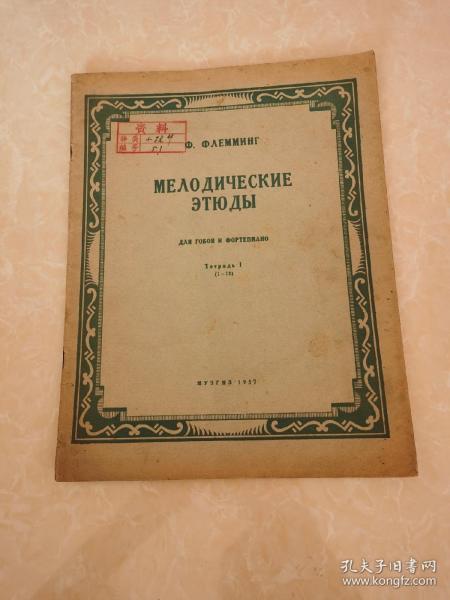 资料
Ф. ФЛЕММИНГ
МЕЛОДИЧЕСКИЕ
ЭТЮДЫ
ДЛЯ ГОБОЯ И ФОРТЕПИАНО
Тетрадь I
МУЗГИЗ 1957
孔夫子旧书网
www.kongfz.com